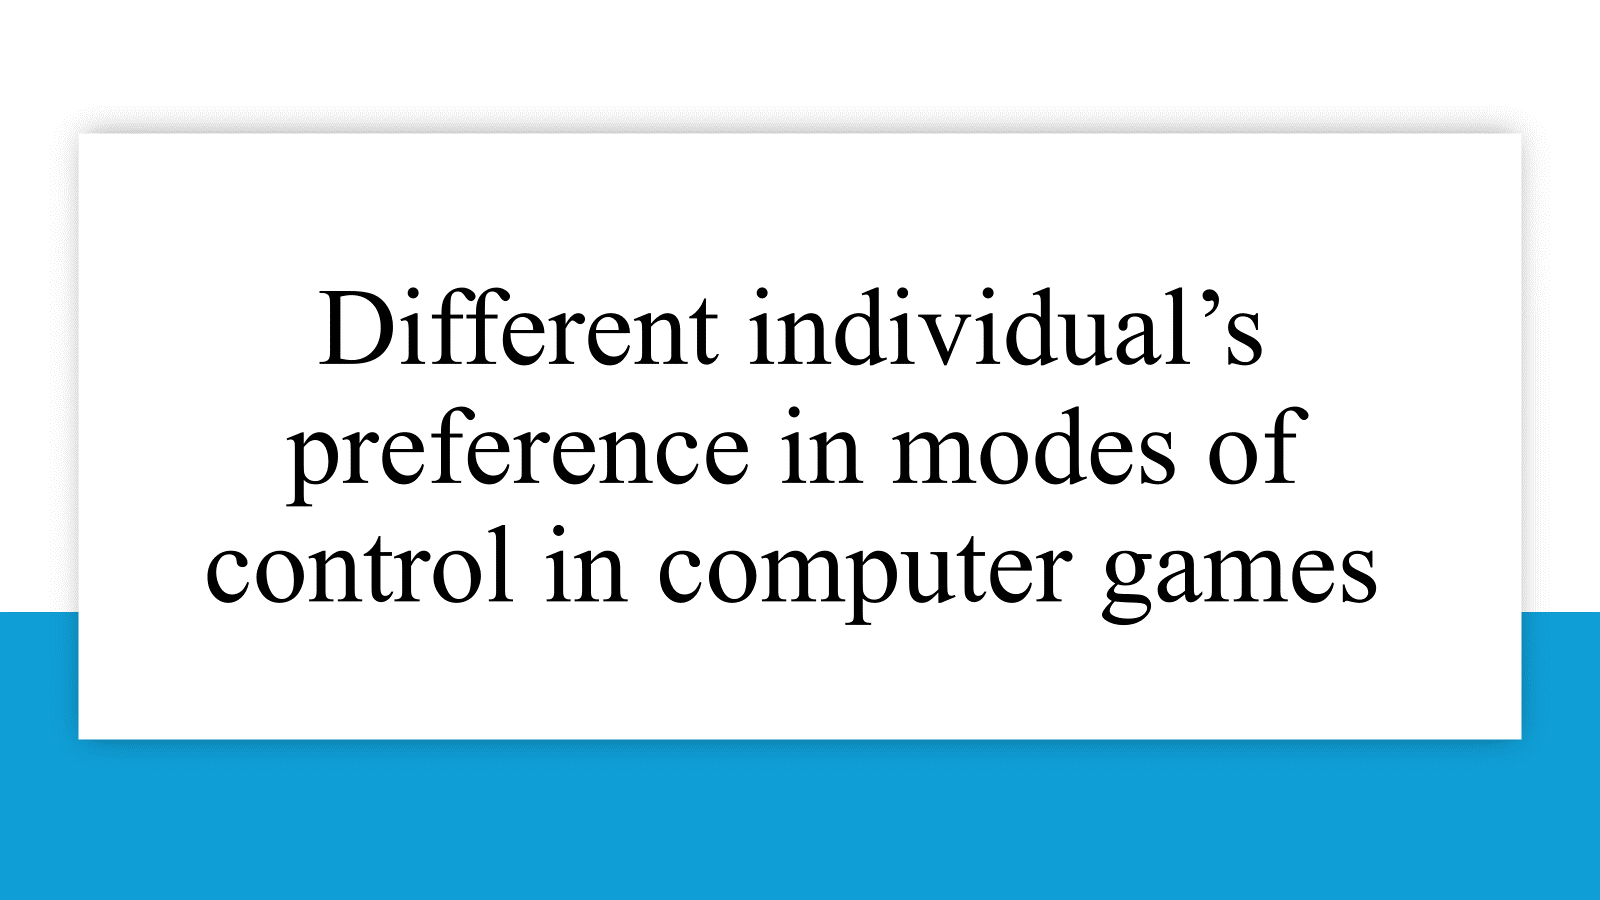 Different individual’s
preference in modes of
control in computer games